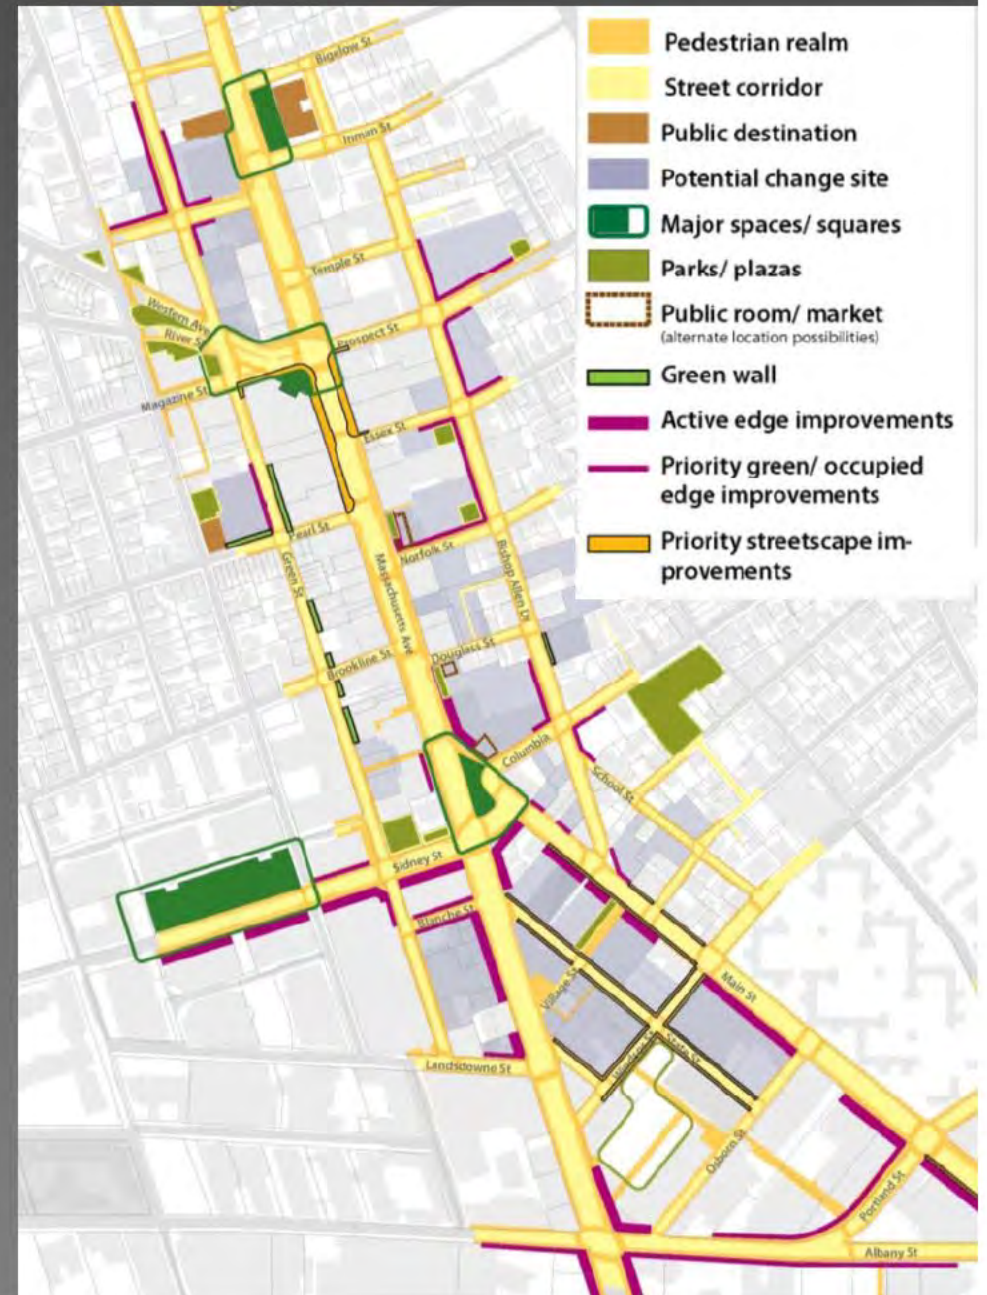 Pedestrian realm
Street corridor
Public destination
Potential change site
Major spaces/ squares
Parks/ plazas
Public room/ market
(alternate location possibilities)
Green wall
Active edge improvements
Priority green/ occupied
edge improvements
Priority streetscape im-
provements
Bigelow St
Inman St
Temple St
Western Ave
River St
Prospect St
Magazine St
Essex St
Pearl St
Norfolk St
Green St
Massachusetts Ave
Bishop Allen Dr
Brookline St
Douglass St
Columbia
School St
Sidney St
Blanche St
Village St
Main St
State St
Landsdowne St
Osborn St
Portland St
Albany St